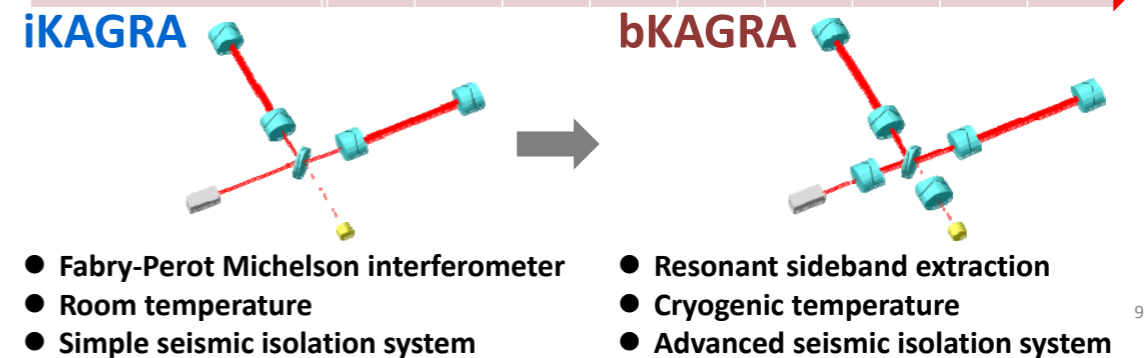 iKAGRA
bKAGRA
● Fabry-Perot Michelson interferometer
● Room temperature
● Simple seismic isolation system
● Resonant sideband extraction
● Cryogenic temperature
● Advanced seismic isolation system
9